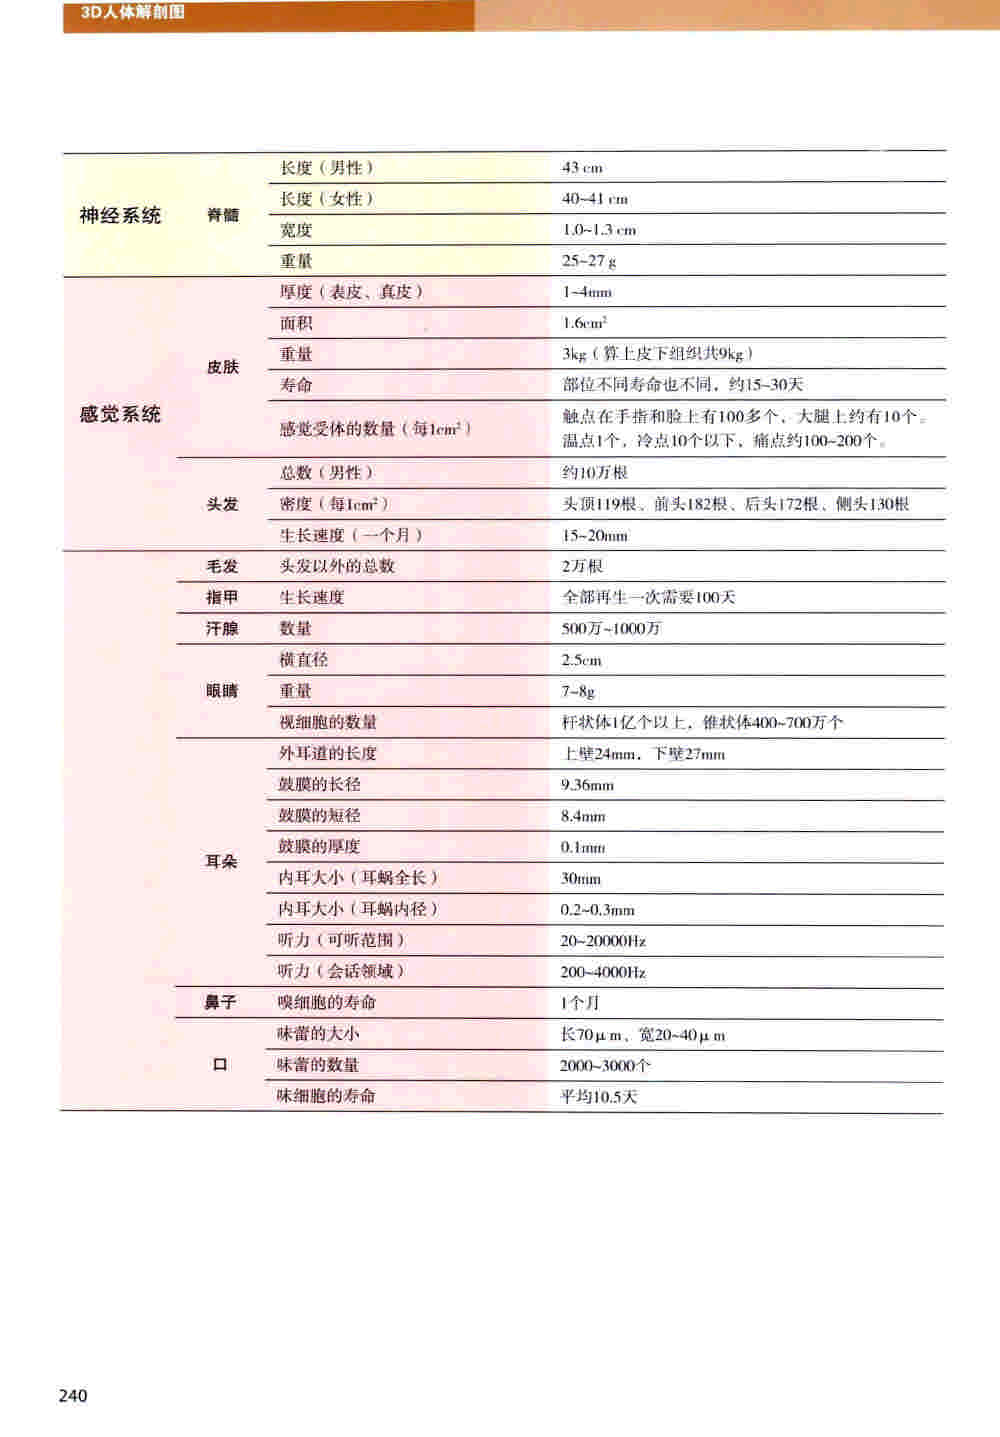 3D人体解剖图
神经系统 脊髓 长度（男性） 43 cm
长度（女性） 40~41 cm
宽度 1.0~1.3 cm
重量 25~27 g
感觉系统 皮肤 厚度（表皮、真皮） 1~4mm
面积 1.6cm²
重量 3kg（算上皮下组织共9kg）
寿命 部位不同寿命也不同，约15~30天
感觉受体的数量（每1cm²） 触点在手指和脸上有100多个，大腿上约有10个。
温点1个，冷点10个以下，痛点约100~200个。
头发 总数（男性） 约10万根
密度（每1cm²） 头顶119根、前头182根、后头172根、侧头130根
生长速度（一个月） 15~20mm
毛发 头发以外的总数 2万根
指甲 生长速度 全部再生一次需要100天
汗腺 数量 500万~1000万
眼睛 横直径 2.5cm
重量 7~8g
视细胞的数量 杆状体1亿个以上，锥状体400~700万个
耳朵 外耳道的长度 上壁24mm，下壁27mm
鼓膜的长径 9.36mm
鼓膜的短径 8.4mm
鼓膜的厚度 0.1mm
内耳大小（耳蜗全长） 30mm
内耳大小（耳蜗内径） 0.2~0.3mm
听力（可听范围） 20~20000Hz
听力（会话领域） 200~4000Hz
鼻子 嗅细胞的寿命 1个月
口 味蕾的大小 长70μm、宽20~40μm
味蕾的数量 2000~3000个
味细胞的寿命 平均10.5天
240